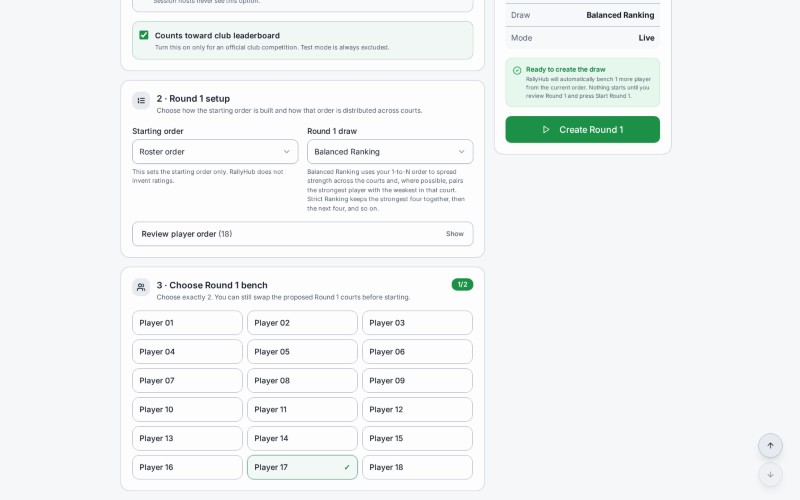 Session hosts never see this option.
Counts toward club leaderboard
Turn this on only for an official club competition. Test mode is always excluded.
2 · Round 1 setup
Choose how the starting order is built and how that order is distributed across courts.
Starting order
Roster order
This sets the starting order only. RallyHub does not
invent ratings.
Round 1 draw
Balanced Ranking
Balanced Ranking uses your 1-to-N order to spread
strength across the courts and, where possible, pairs
the strongest player with the weakest in that court.
Strict Ranking keeps the strongest four together, then
the next four, and so on.
Review player order (18)
Show
3 · Choose Round 1 bench
1/2
Choose exactly 2. You can still swap the proposed Round 1 courts before starting.
Player 01
Player 02
Player 03
Player 04
Player 05
Player 06
Player 07
Player 08
Player 09
Player 10
Player 11
Player 12
Player 13
Player 14
Player 15
Player 16
Player 17 ✓
Player 18
Draw
Balanced Ranking
Mode
Live
Ready to create the draw
RallyHub will automatically bench 1 more player
from the current order. Nothing starts until you
review Round 1 and press Start Round 1.
Create Round 1